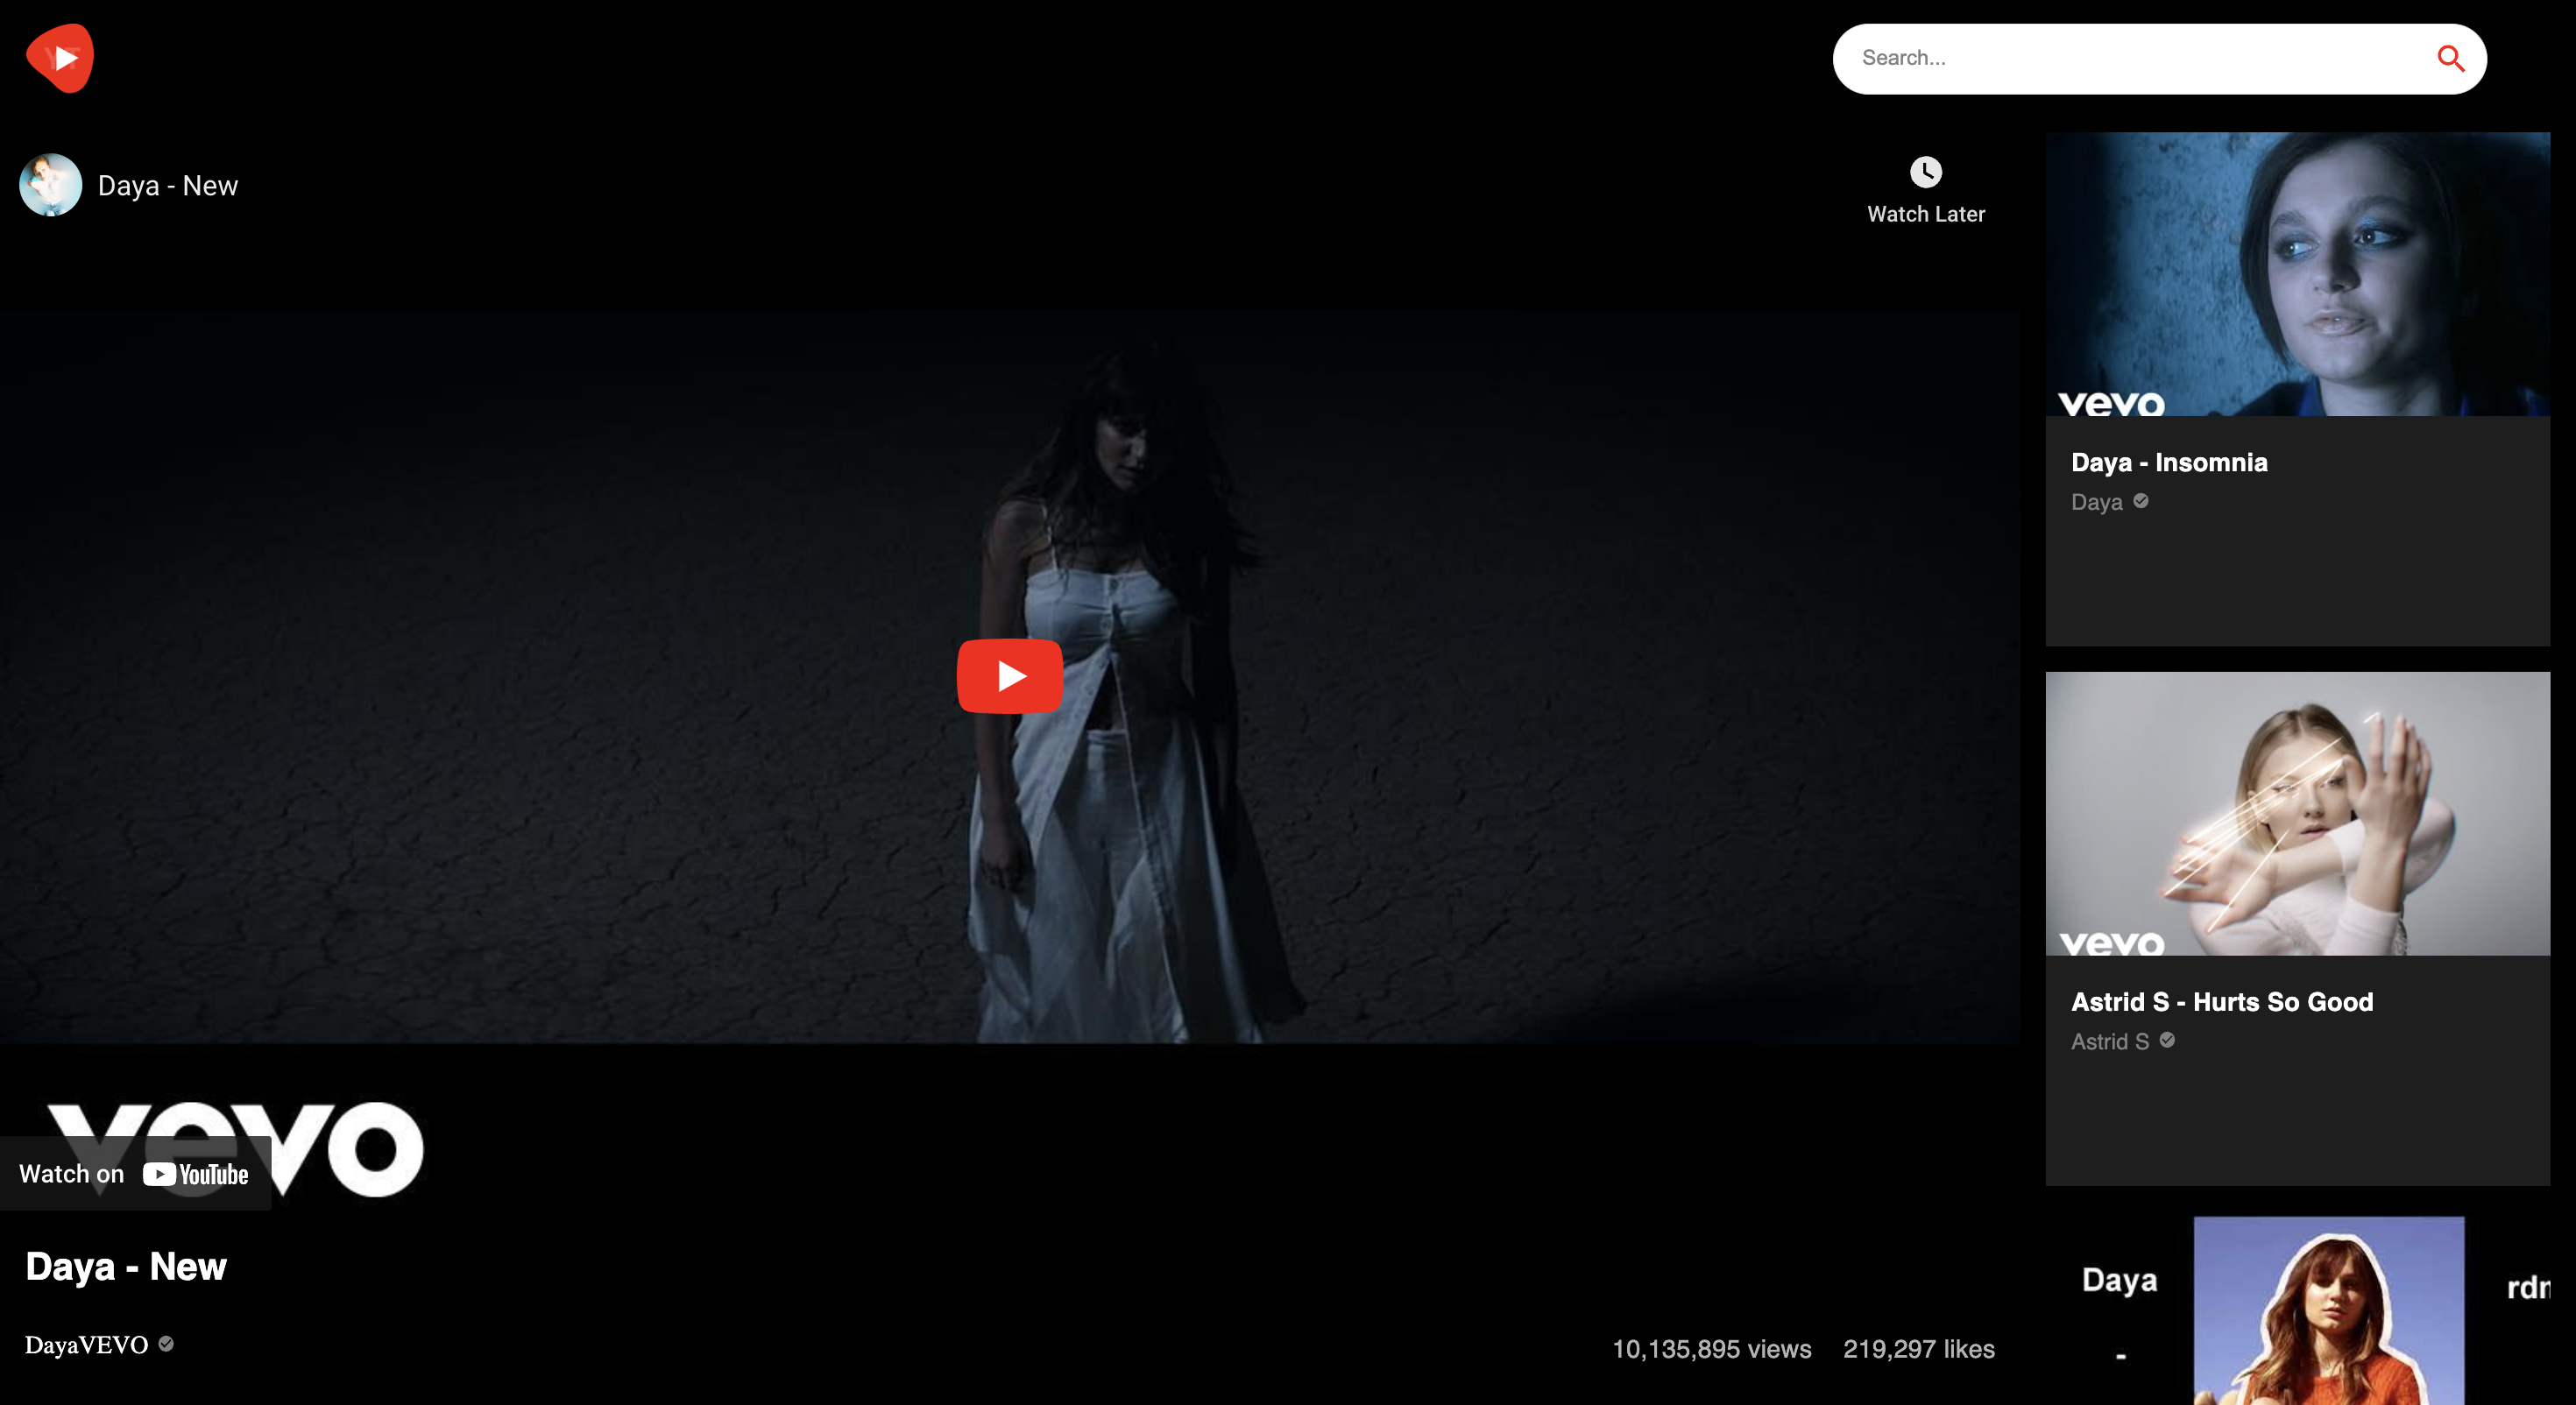 Search...
Daya - New
Watch Later
vevo
Daya - Insomnia
Daya
vevo
Astrid S - Hurts So Good
Astrid S
vevo
Watch on YouTube
Daya - New
DayaVEVO
10,135,895 views 219,297 likes
Daya
-